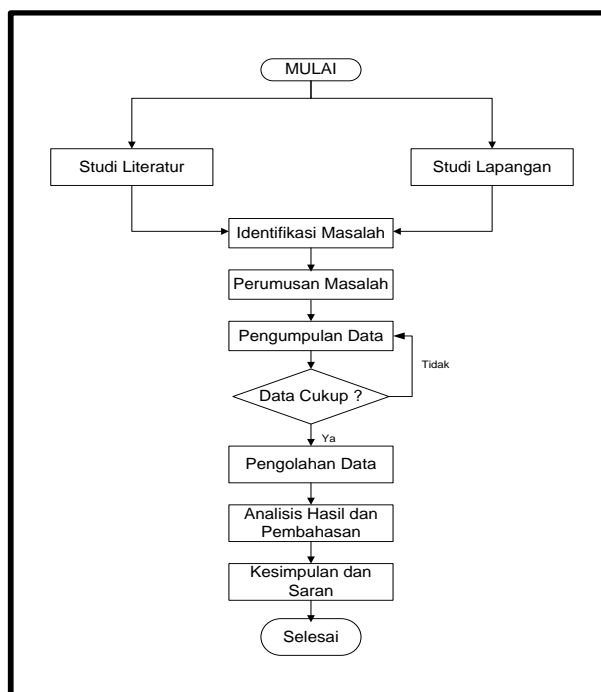 MULAI
Studi Literatur
Studi Lapangan
Identifikasi Masalah
Perumusan Masalah
Pengumpulan Data
Tidak
Data Cukup ?
Ya
Pengolahan Data
Analisis Hasil dan
Pembahasan
Kesimpulan dan
Saran
Selesai